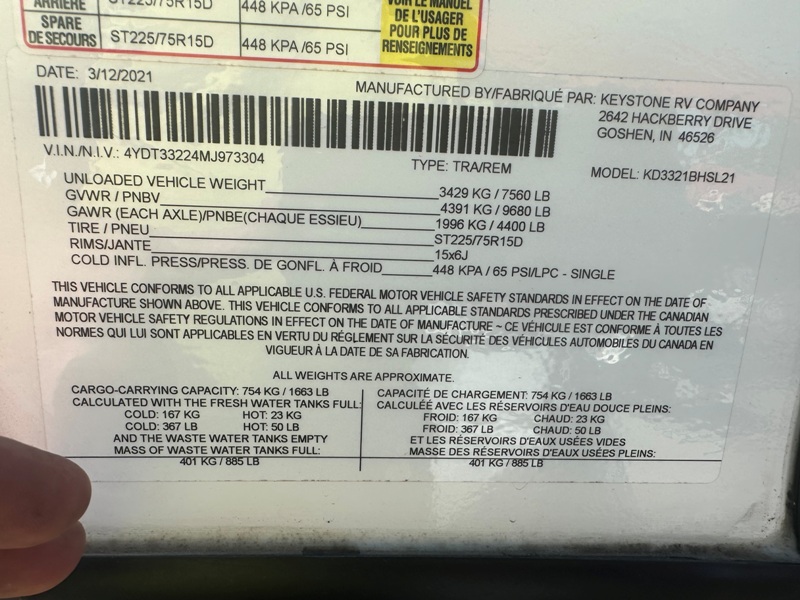 ARRIÈRE ST225/75R15D 448 KPA /65 PSI
SPARE
DE SECOURS ST225/75R15D 448 KPA /65 PSI
VOIR LE MANUEL
DE L'USAGER
POUR PLUS DE
RENSEIGNEMENTS
DATE: 3/12/2021
MANUFACTURED BY/FABRIQUÉ PAR: KEYSTONE RV COMPANY
2642 HACKBERRY DRIVE
GOSHEN, IN 46526
V.I.N./N.I.V.: 4YDT33224MJ973304
TYPE: TRA/REM
MODEL: KD3321BHSL21
UNLOADED VEHICLE WEIGHT 3429 KG / 7560 LB
GVWR / PNBV 4391 KG / 9680 LB
GAWR (EACH AXLE)/PNBE(CHAQUE ESSIEU) 1996 KG / 4400 LB
TIRE / PNEU ST225/75R15D
RIMS/JANTE 15x6J
COLD INFL. PRESS/PRESS. DE GONFL. À FROID 448 KPA / 65 PSI/LPC - SINGLE
THIS VEHICLE CONFORMS TO ALL APPLICABLE U.S. FEDERAL MOTOR VEHICLE SAFETY STANDARDS IN EFFECT ON THE DATE OF
MANUFACTURE SHOWN ABOVE. THIS VEHICLE CONFORMS TO ALL APPLICABLE STANDARDS PRESCRIBED UNDER THE CANADIAN
MOTOR VEHICLE SAFETY REGULATIONS IN EFFECT ON THE DATE OF MANUFACTURE ~ CE VÉHICULE EST CONFORME À TOUTES LES
NORMES QUI LUI SONT APPLICABLES EN VERTU DU RÉGLEMENT SUR LA SÉCURITÉ DES VÉHICULES AUTOMOBILES DU CANADA EN
VIGUEUR À LA DATE DE SA FABRICATION.
ALL WEIGHTS ARE APPROXIMATE.
CARGO-CARRYING CAPACITY: 754 KG / 1663 LB
CALCULATED WITH THE FRESH WATER TANKS FULL:
COLD: 167 KG HOT: 23 KG
COLD: 367 LB HOT: 50 LB
AND THE WASTE WATER TANKS EMPTY
MASS OF WASTE WATER TANKS FULL:
401 KG / 885 LB
CAPACITÉ DE CHARGEMENT: 754 KG / 1663 LB
CALCULÉE AVEC LES RÉSERVOIRS D'EAU DOUCE PLEINS:
FROID: 167 KG CHAUD: 23 KG
FROID: 367 LB CHAUD: 50 LB
ET LES RÉSERVOIRS D'EAUX USÉES VIDES
MASSE DES RÉSERVOIRS D'EAUX USÉES PLEINS:
401 KG / 885 LB